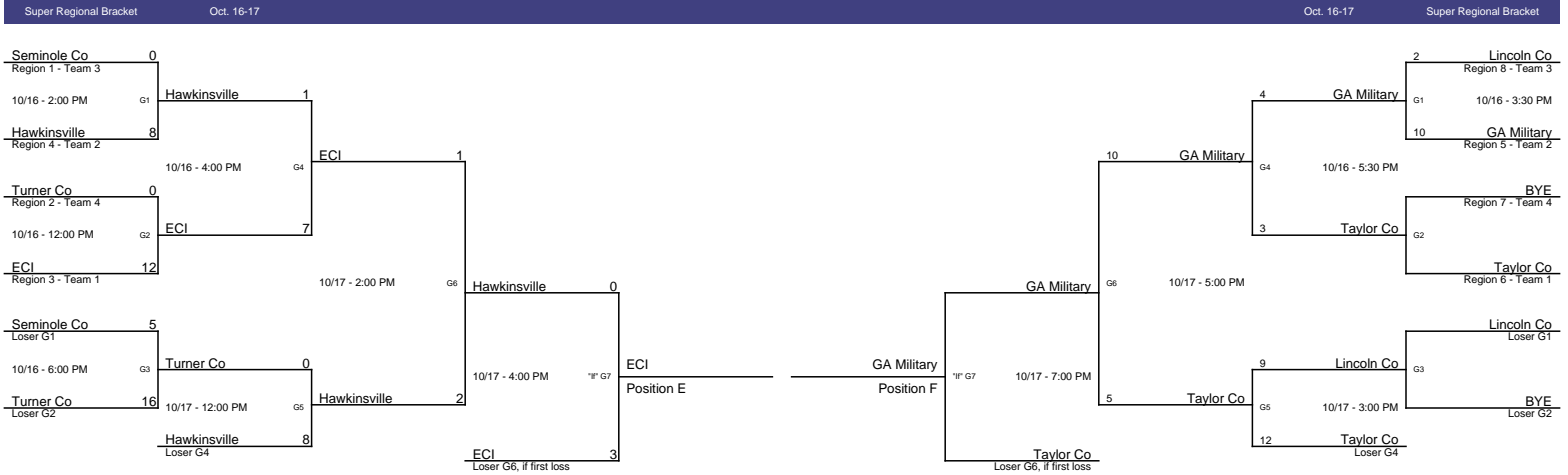 Super Regional Bracket Oct. 16-17 Oct. 16-17 Super Regional Bracket
Seminole Co 0
Region 1 - Team 3
10/16 - 2:00 PM G1 Hawkinsville 1
Hawkinsville 8
Region 4 - Team 2
10/16 - 4:00 PM G4 ECI 1
Turner Co 0
Region 2 - Team 4
10/16 - 12:00 PM G2 ECI 7
ECI 12
Region 3 - Team 1
10/17 - 2:00 PM G6 Hawkinsville 0
Seminole Co 5
Loser G1
10/16 - 6:00 PM G3 Turner Co 0
Turner Co 16
Loser G2
10/17 - 12:00 PM G5 Hawkinsville 2
Hawkinsville 8
Loser G4
10/17 - 4:00 PM "If" G7 ECI
Position E
ECI 3
Loser G6, if first loss
2 Lincoln Co
Region 8 - Team 3
4 GA Military G1 10/16 - 3:30 PM
10 GA Military
Region 5 - Team 2
10 GA Military G4 10/16 - 5:30 PM
BYE
Region 7 - Team 4
3 Taylor Co G2
Taylor Co
Region 6 - Team 1
GA Military G6 10/17 - 5:00 PM
Lincoln Co
Loser G1
9 Lincoln Co G3
BYE
Loser G2
5 Taylor Co G5 10/17 - 3:00 PM
12 Taylor Co
Loser G4
GA Military "If" G7 10/17 - 7:00 PM
Position F
Taylor Co
Loser G6, if first loss